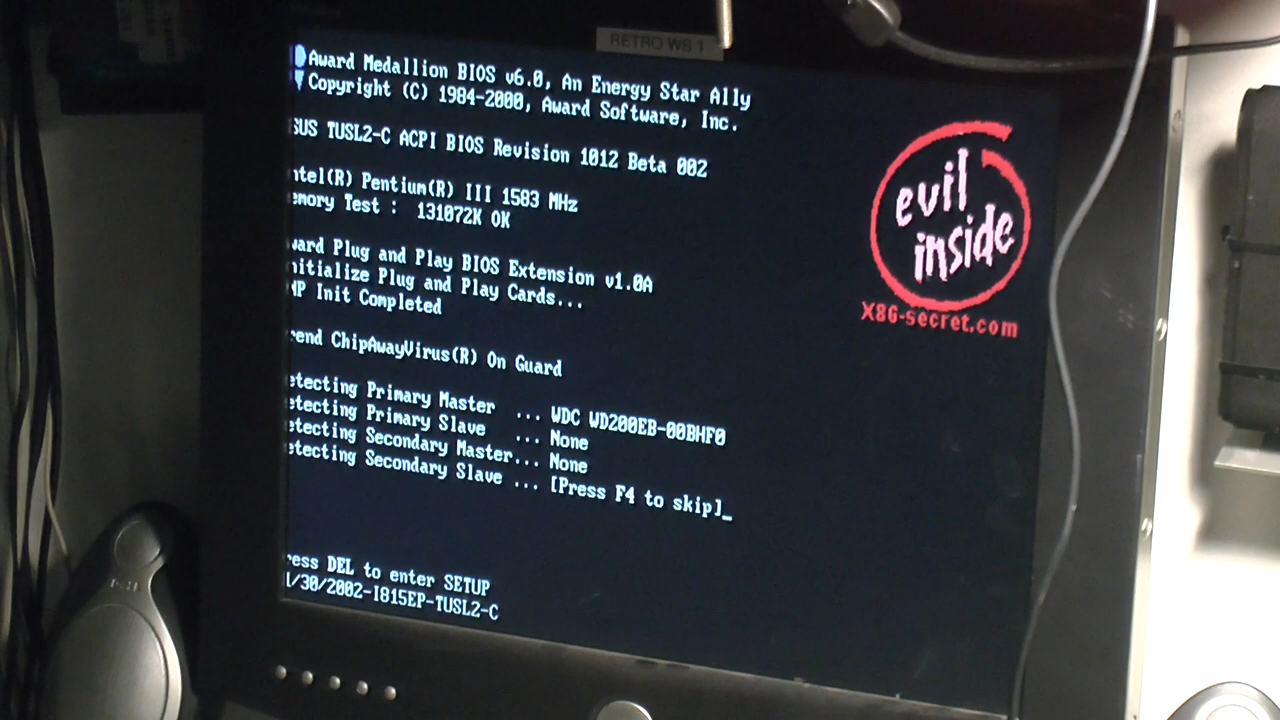 RETRO WS 1
Award Medallion BIOS v6.0, An Energy Star Ally
Copyright (C) 1984-2000, Award Software, Inc.
SUS TUSL2-C ACPI BIOS Revision 1012 Beta 002
ntel(R) Pentium(R) III 1583 MHz
emory Test : 131072K OK
ward Plug and Play BIOS Extension v1.0A
nitialize Plug and Play Cards...
NP Init Completed
rend ChipAwayVirus(R) On Guard
etecting Primary Master ... WDC WD200EB-00BHF0
etecting Primary Slave ... None
etecting Secondary Master... None
etecting Secondary Slave ... [Press F4 to skip]_
ress DEL to enter SETUP
1/30/2002-I815EP-TUSL2-C
evil
inside
X86-secret.com